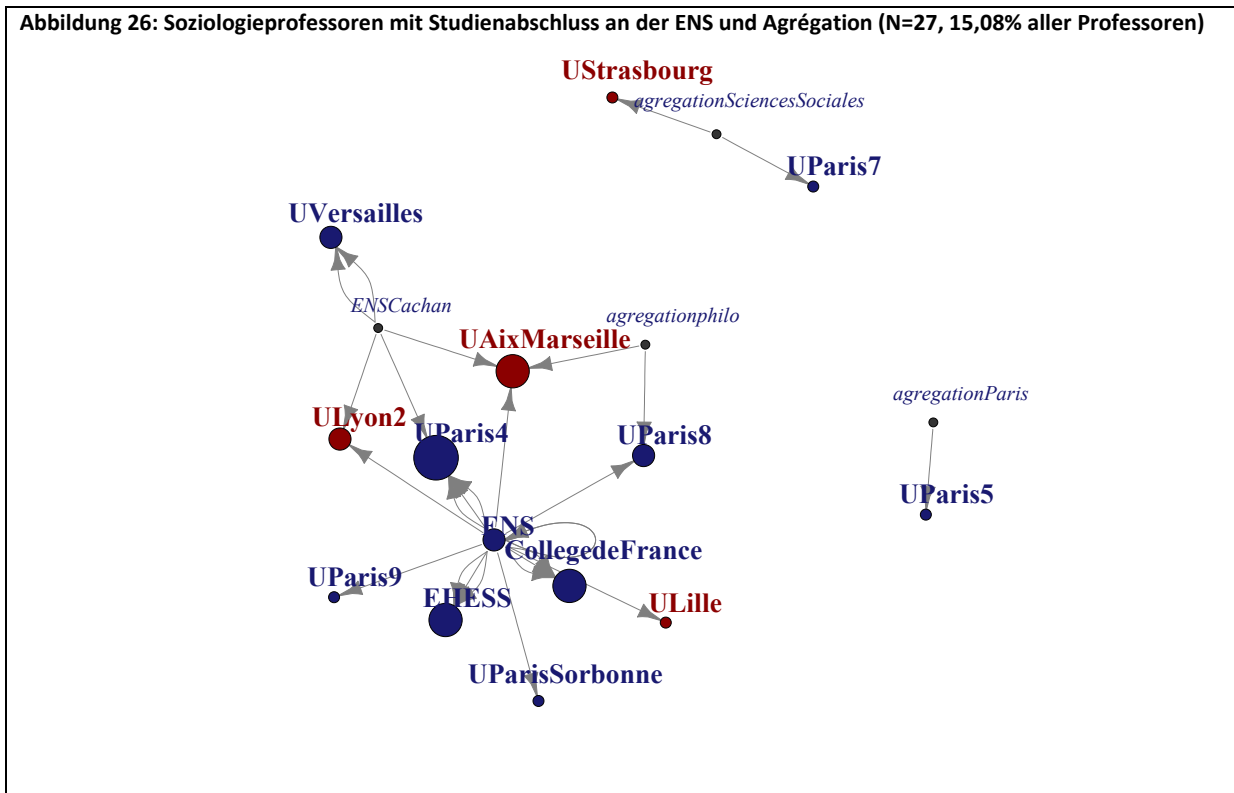 Abbildung 26: Soziologieprofessoren mit Studienabschluss an der ENS und Agrégation (N=27, 15,08% aller Professoren)
UStrasbourg
agregationSciencesSociales
UParis7
UVersailles
ENSCachan
agregationphilo
UAixMarseille
agregationParis
ULyon2
UParis4
UParis8
UParis5
ENS
CollegedeFrance
UParis9
EHESS
ULille
UParisSorbonne